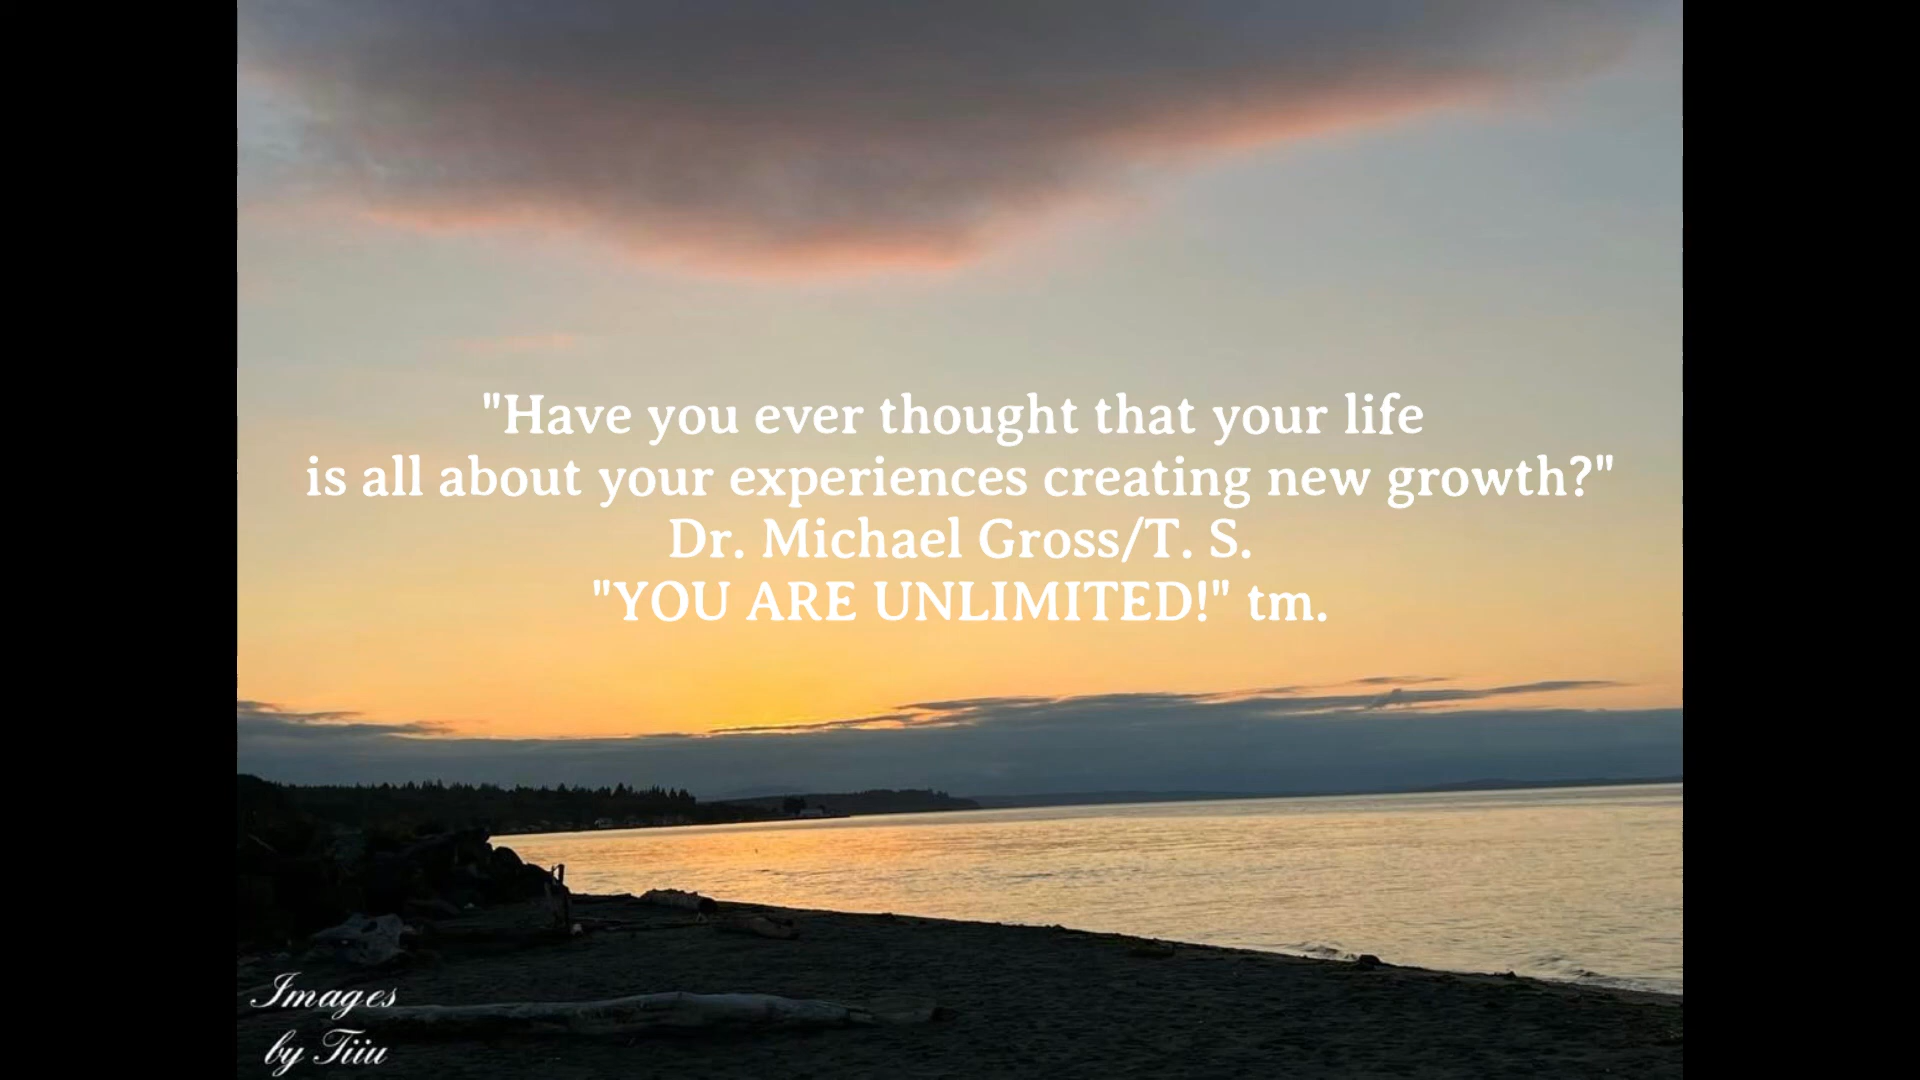 "Have you ever thought that your life
is all about your experiences creating new growth?"
Dr. Michael Gross/T. S.
"YOU ARE UNLIMITED!" tm.
Images
by Tiiu